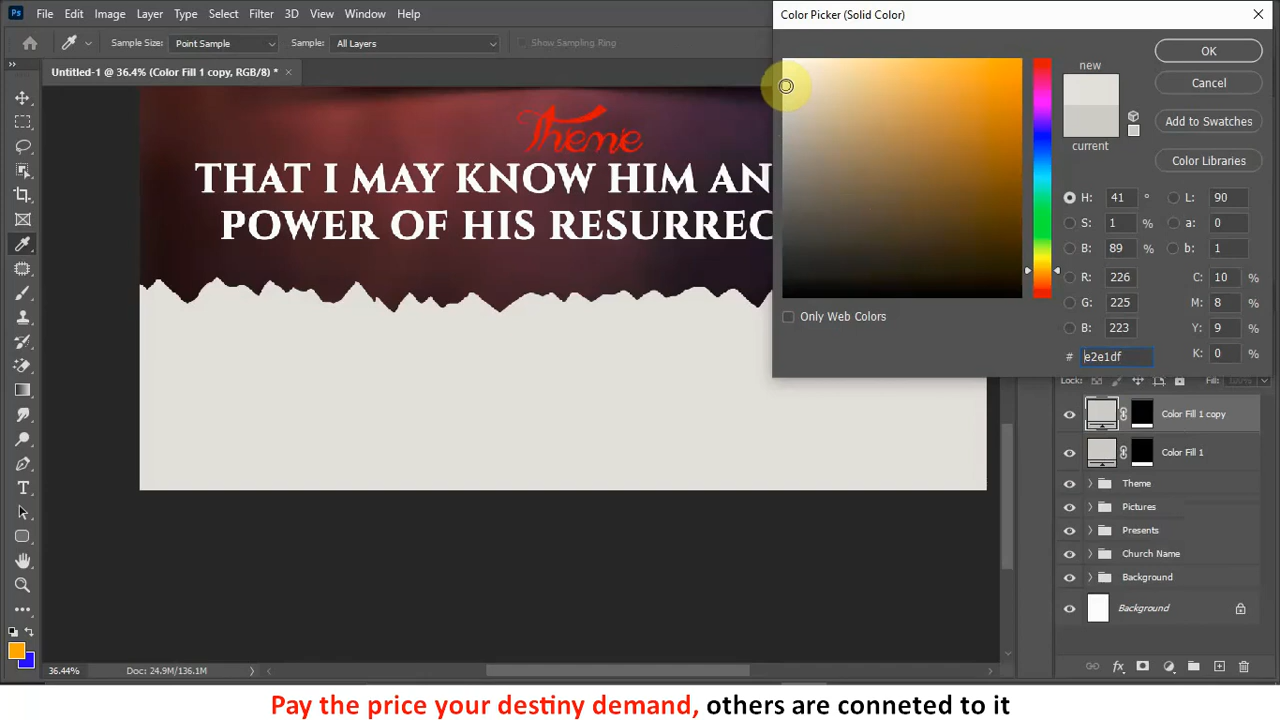 Ps File Edit Image Layer Type Select Filter 3D View Window Help
Color Picker (Solid Color)
Sample Size: Point Sample Sample: All Layers Show Sampling Ring
Untitled-1 @ 36.4% (Color Fill 1 copy, RGB/8) *
Theme
THAT I MAY KNOW HIM AN
POWER OF HIS RESURREC
new
current
OK
Cancel
Add to Swatches
Color Libraries
H: 41 ° L: 90
S: 1 % a: 0
B: 89 % b: 1
R: 226 C: 10 %
G: 225 M: 8 %
B: 223 Y: 9 %
# e2e1df K: 0 %
Only Web Colors
Lock: Fill: 100%
Color Fill 1 copy
Color Fill 1
Theme
Pictures
Presents
Church Name
Background
Background
36.44% Doc: 24.9M/136.1M
Pay the price your destiny demand, others are conneted to it